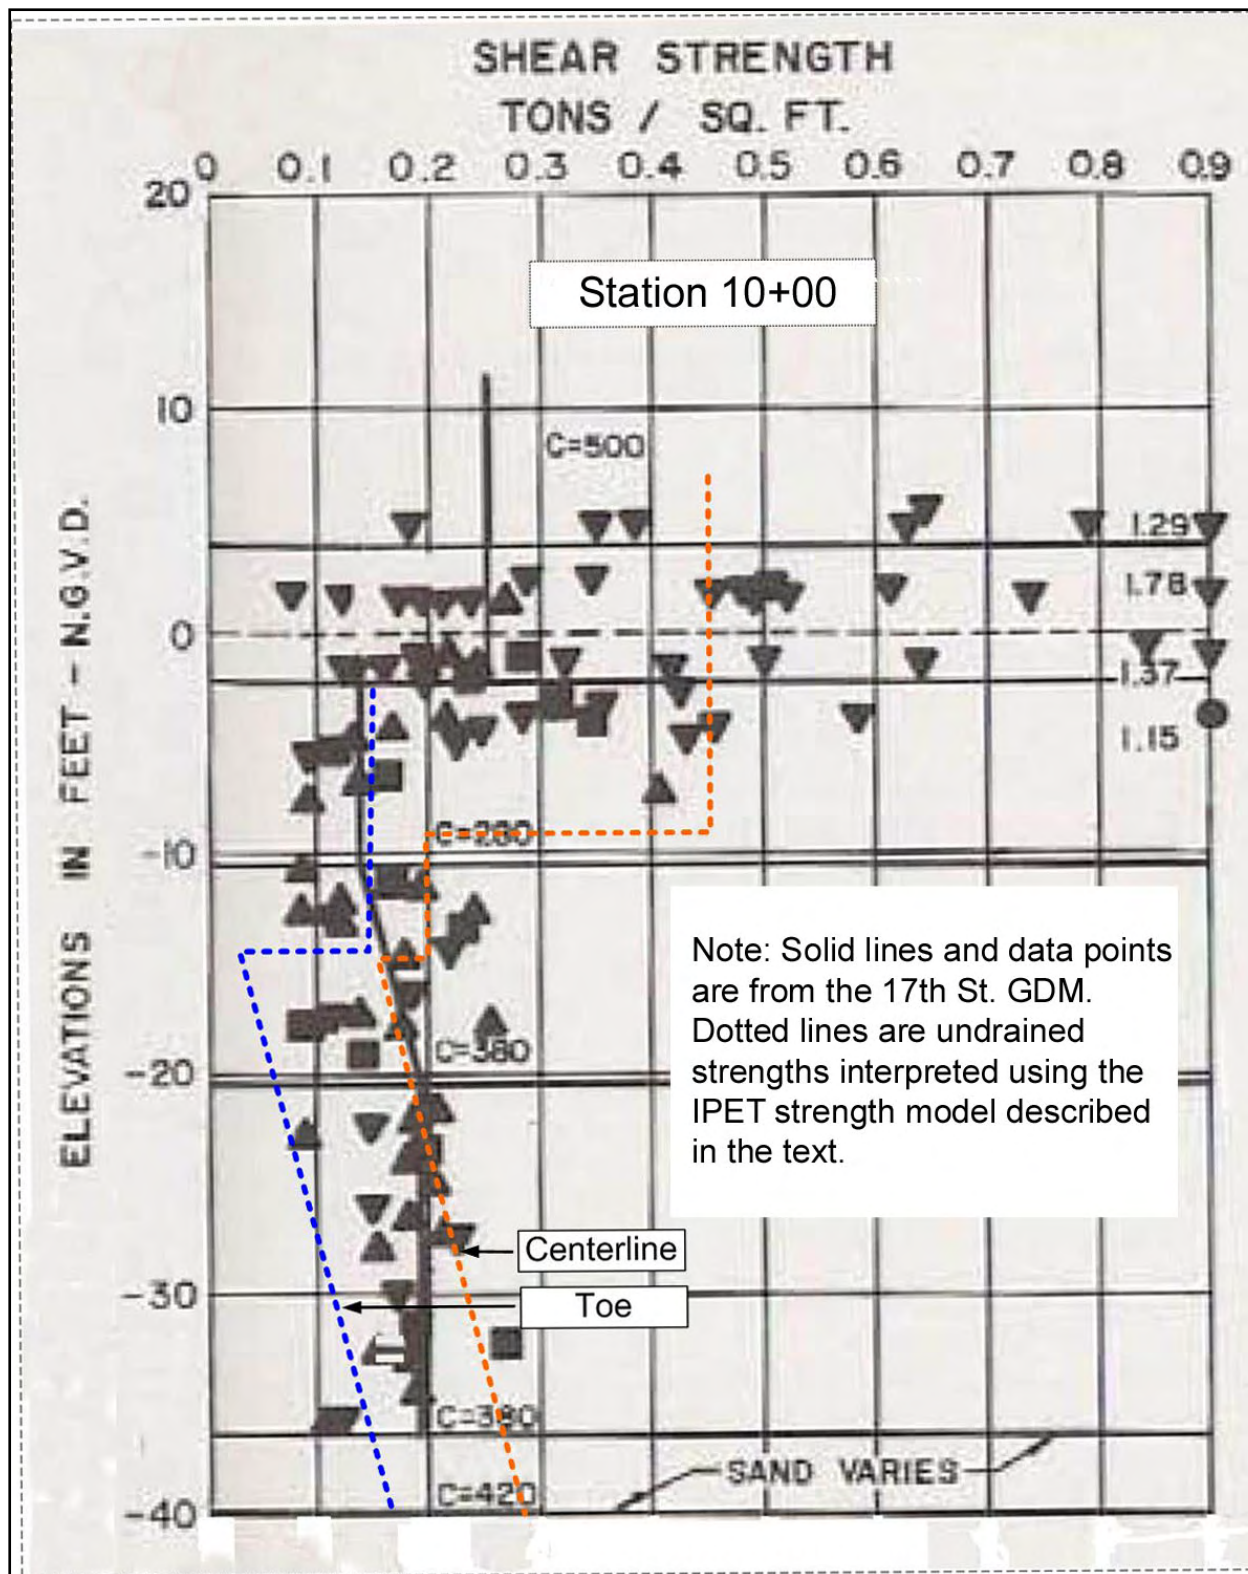 SHEAR STRENGTH
TONS / SQ. FT.
0 0.1 0.2 0.3 0.4 0.5 0.6 0.7 0.8 0.9
20
Station 10+00
10
C=500
1.29
1.78
0
1.37
1.15
C=280
-10
Note: Solid lines and data points
are from the 17th St. GDM.
Dotted lines are undrained
strengths interpreted using the
IPET strength model described
in the text.
C=380
-20
Centerline
-30
Toe
C=380
SAND VARIES
C=420
-40
ELEVATIONS IN FEET - N.G.V.D.